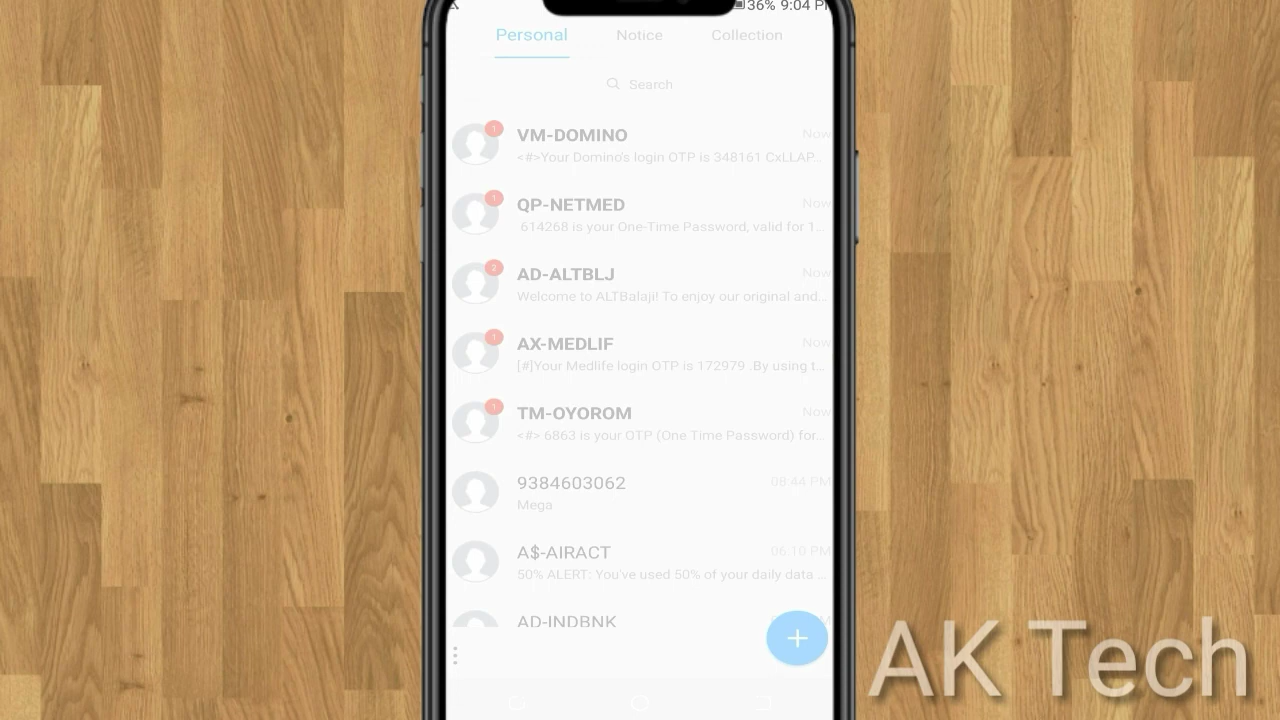 36% 9:04 PM
Personal Notice Collection
Search
VM-DOMINO Now
<#>Your Domino's login OTP is 348161 CxLLAP...
QP-NETMED Now
614268 is your One-Time Password, valid for 1...
AD-ALTBLJ Now
Welcome to ALTBalaji! To enjoy our original and...
AX-MEDLIF Now
[#]Your Medlife login OTP is 172979 .By using t...
TM-OYOROM Now
<#> 6863 is your OTP (One Time Password) for...
9384603062 08:44 PM
Mega
A$-AIRACT 06:10 PM
50% ALERT: You've used 50% of your daily data ...
AD-INDBNK
AK Tech